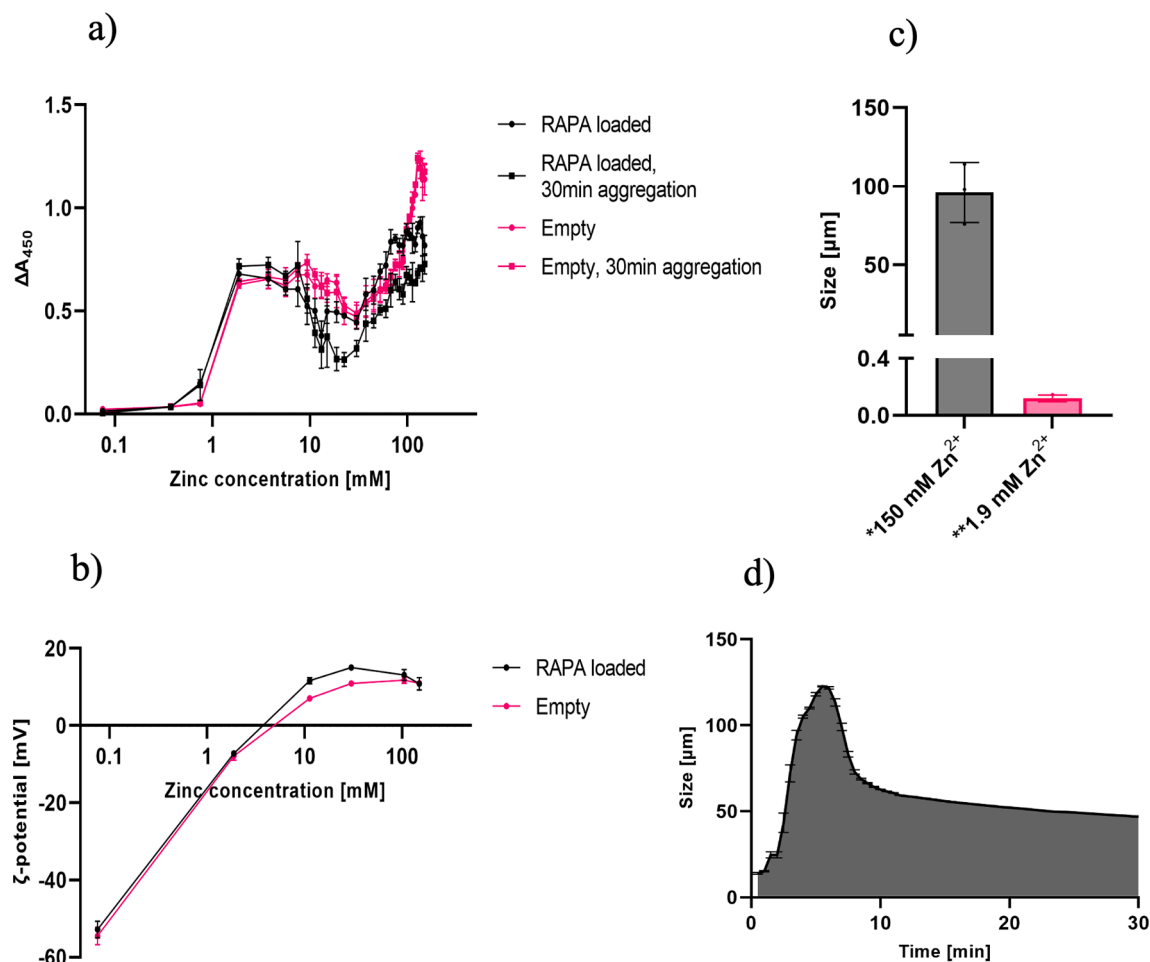 a)
1.5
1.0
0.5
0.0
ΔA₄₅₀
0.1 1 10 100
Zinc concentration [mM]
RAPA loaded
RAPA loaded,
30min aggregation
Empty
Empty, 30min aggregation
c)
150
100
50
0.4
0.0
Size [µm]
*150 mM Zn²⁺
**1.9 mM Zn²⁺
b)
20
0
-20
-40
-60
ζ-potential [mV]
0.1 1 10 100
Zinc concentration [mM]
RAPA loaded
Empty
d)
150
100
50
0
Size [µm]
0 10 20 30
Time [min]